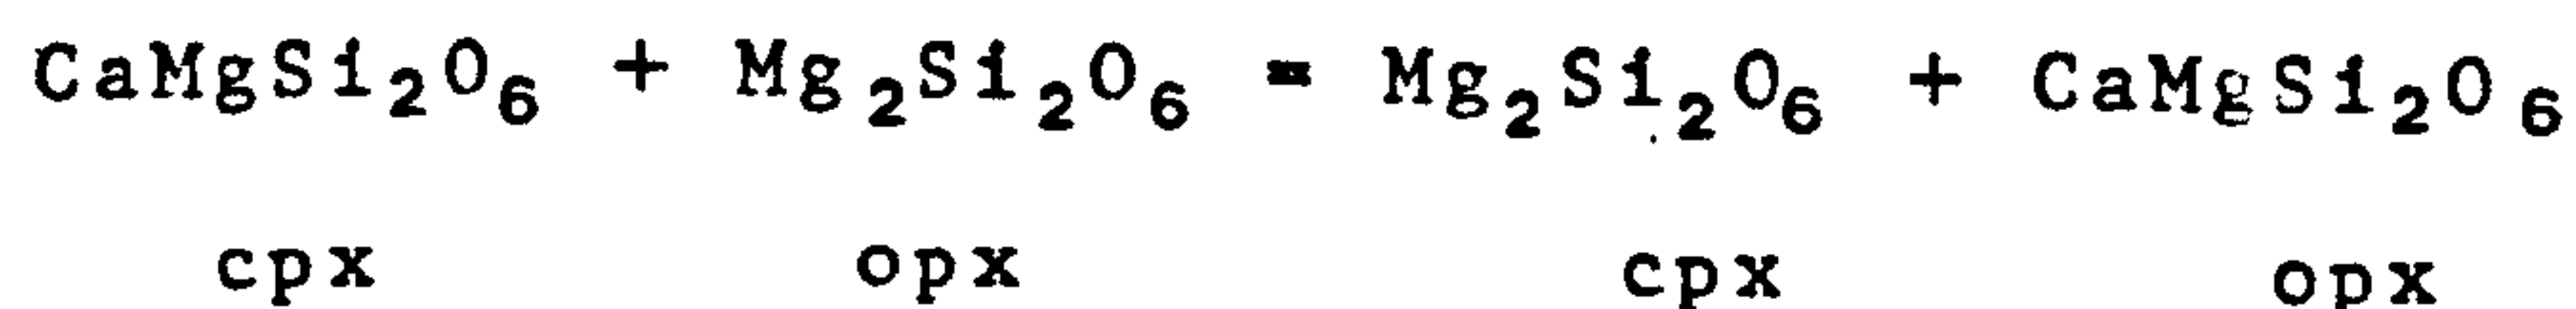 CaMgSi₂O₆ + Mg₂Si₂O₆ = Mg₂Si₂O₆ + CaMgSi₂O₆
cpx opx cpx opx